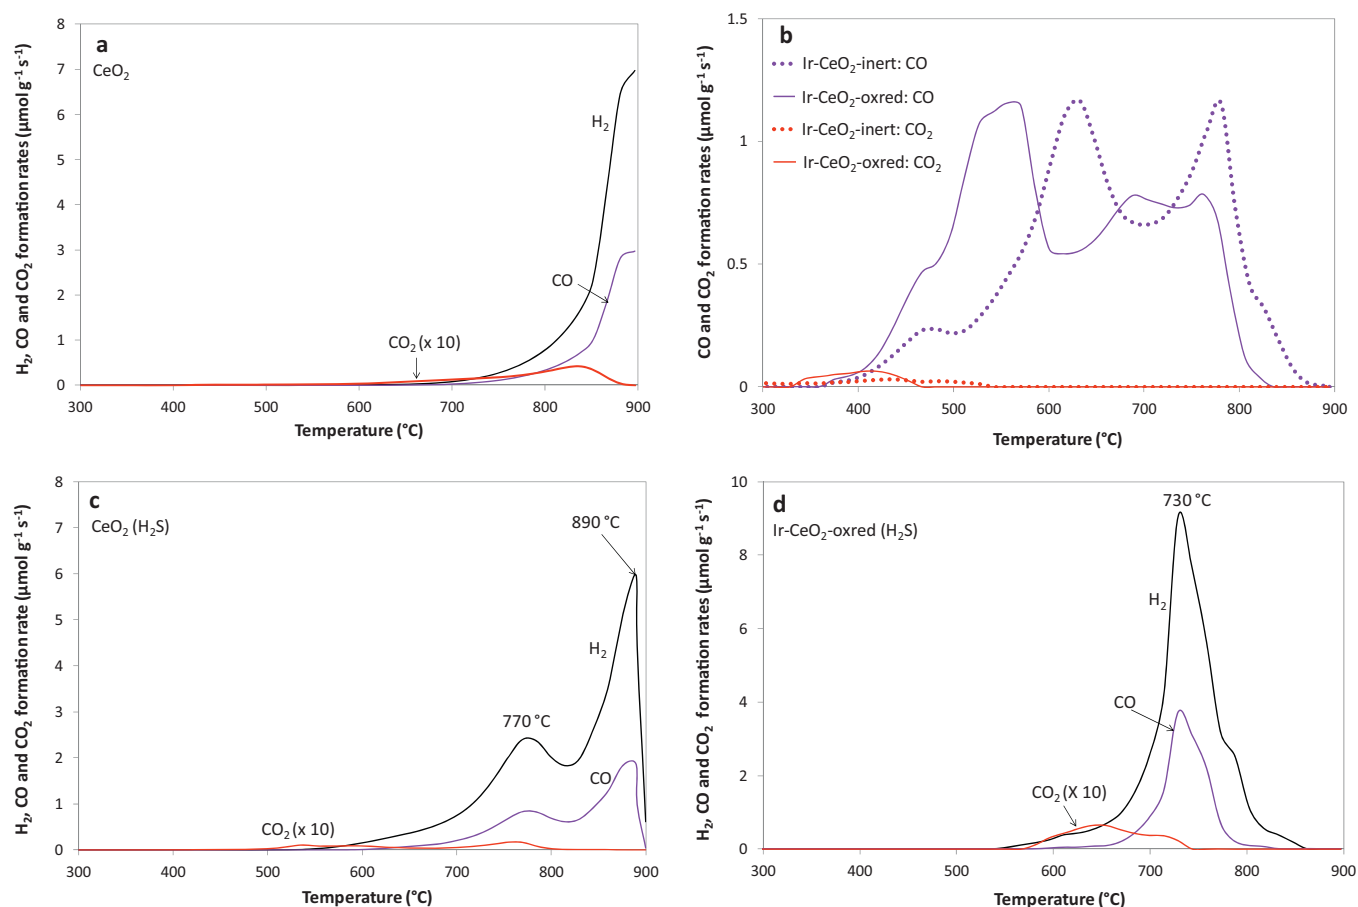 a
CeO₂
H₂, CO and CO₂ formation rates (μmol g⁻¹ s⁻¹)
8
7
6
5
4
3
2
1
0
H₂
CO
CO₂ (x 10)
300
400
500
600
700
800
900
Temperature (°C)
b
CO and CO₂ formation rates (μmol g⁻¹ s⁻¹)
1.5
1
0.5
0
Ir-CeO₂-inert: CO
Ir-CeO₂-oxred: CO
Ir-CeO₂-inert: CO₂
Ir-CeO₂-oxred: CO₂
300
400
500
600
700
800
900
Temperature (°C)
c
CeO₂ (H₂S)
H₂, CO and CO₂ formation rate (μmol g⁻¹ s⁻¹)
8
7
6
5
4
3
2
1
0
890 °C
H₂
770 °C
CO
CO₂ (x 10)
300
400
500
600
700
800
900
Temperature (°C)
d
Ir-CeO₂-oxred (H₂S)
H₂, CO and CO₂ formation rates (μmol g⁻¹ s⁻¹)
10
8
6
4
2
0
730 °C
H₂
CO
CO₂ (X 10)
300
400
500
600
700
800
900
Temperature (°C)